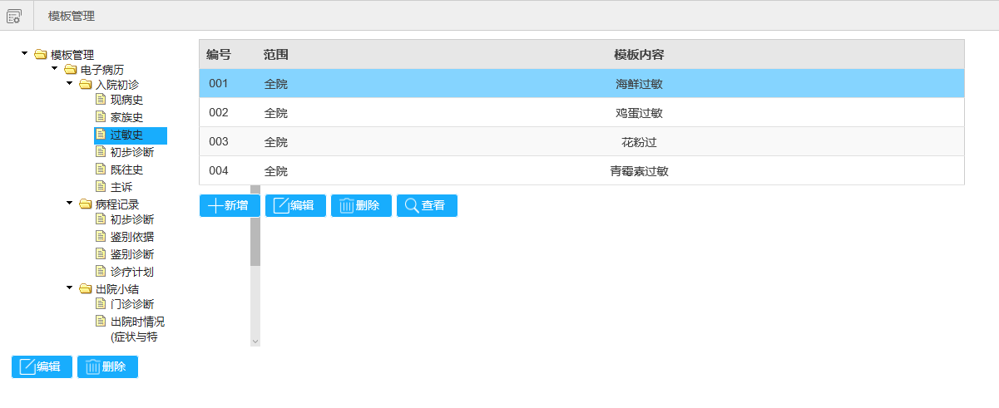 模板管理
模板管理
电子病历
入院初诊
现病史
家族史
过敏史
初步诊断
既往史
主诉
病程记录
初步诊断
鉴别依据
鉴别诊断
诊疗计划
出院小结
门诊诊断
出院时情况
(症状与特
编辑 删除
编号 范围 模板内容
001 全院 海鲜过敏
002 全院 鸡蛋过敏
003 全院 花粉过
004 全院 青霉素过敏
新增 编辑 删除 查看